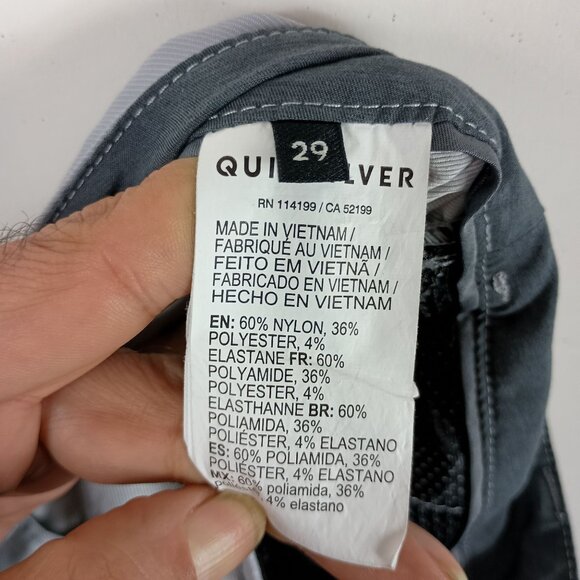 29
QUI LVER
RN 114199 / CA 52199
MADE IN VIETNAM /
FABRIQUÉ AU VIETNAM /
FEITO EM VIETNÃ /
FABRICADO EN VIETNAM /
HECHO EN VIETNAM
EN: 60% NYLON, 36%
POLYESTER, 4%
ELASTANE FR: 60%
POLYAMIDE, 36%
POLYESTER, 4%
ELASTHANNE BR: 60%
POLIAMIDA, 36%
POLIÉSTER, 4% ELASTANO
ES: 60% POLIAMIDA, 36%
POLIÉSTER, 4% ELASTANO
MX: 60% poliamida, 36%
4% elastano